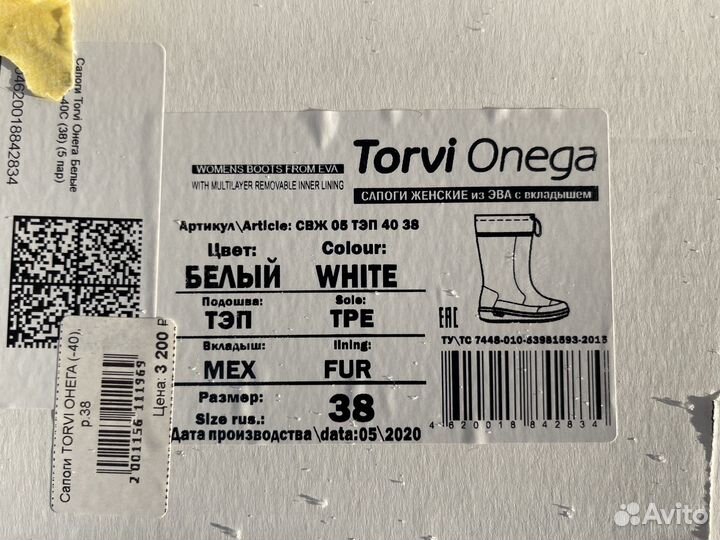 Torvi Onega
WOMENS BOOTS FROM EVA
WITH MULTILAYER REMOVABLE INNER LINING
САПОГИ ЖЕНСКИЕ из ЭВА с вкладышем
Артикул\Article: СВЖ 05 ТЭП 40 38
Цвет: Colour:
БЕЛЫЙ WHITE
Подошва: Sole:
ТЭП TPE
Вкладыш: lining:
МЕХ FUR
Размер:
Size rus.: 38
Дата производства\data:05\2020
EAC
ТУ\ТС 7448-010-63981593-2015
4 620018 842834
Сапоги Torvi Онега Белые
-40С (38) (5 пар)
04620018842834
Сапоги TORVI ОНЕГА (-40),
р.38
2 001156 111969
Цена: 3 200 Р
Avito